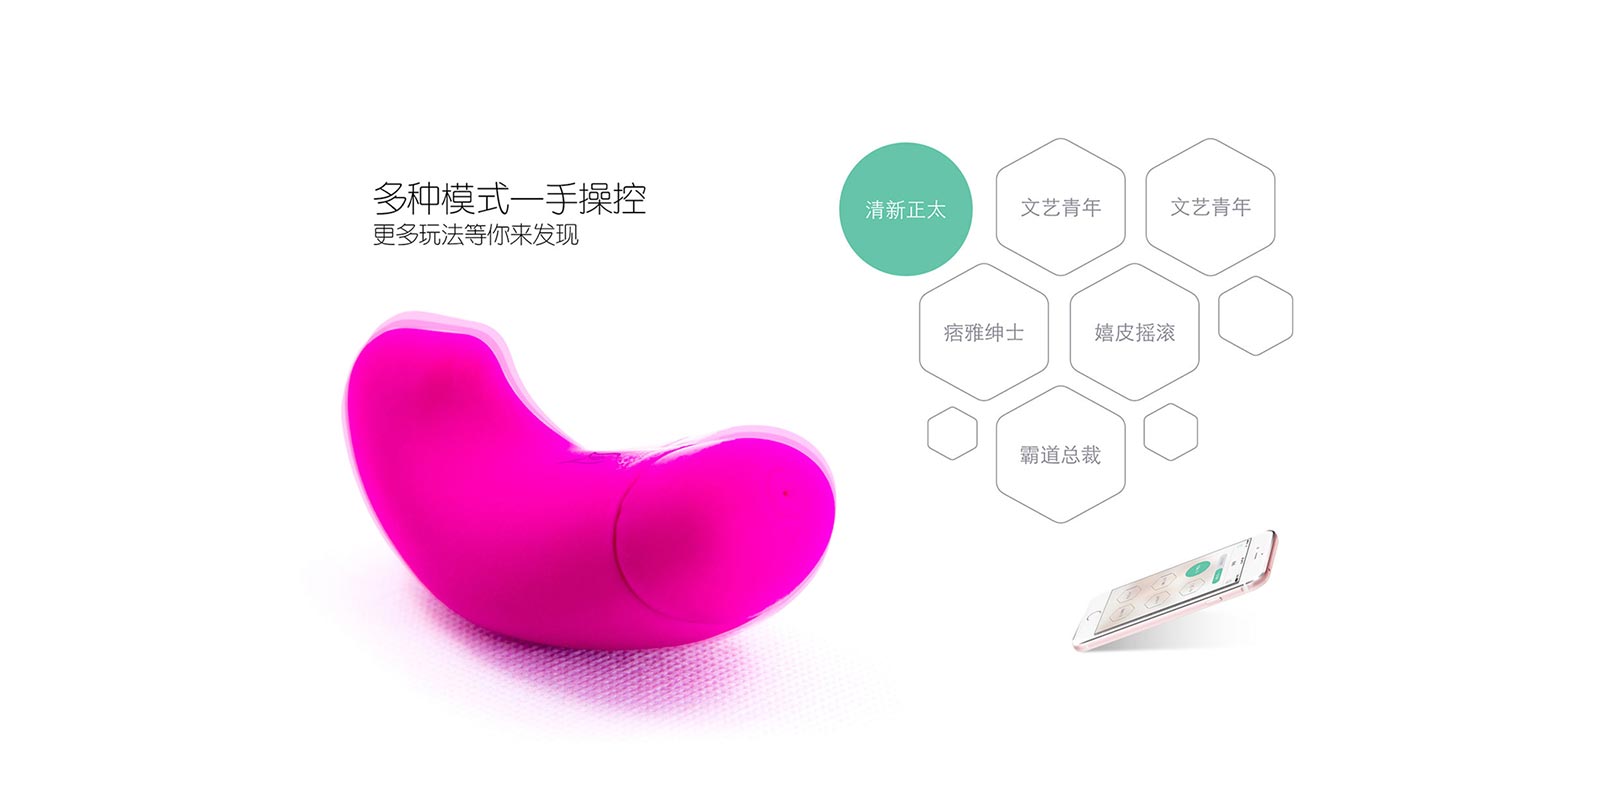 多种模式一手操控
更多玩法等你来发现
清新正太
文艺青年
文艺青年
痞雅绅士
嬉皮摇滚
霸道总裁